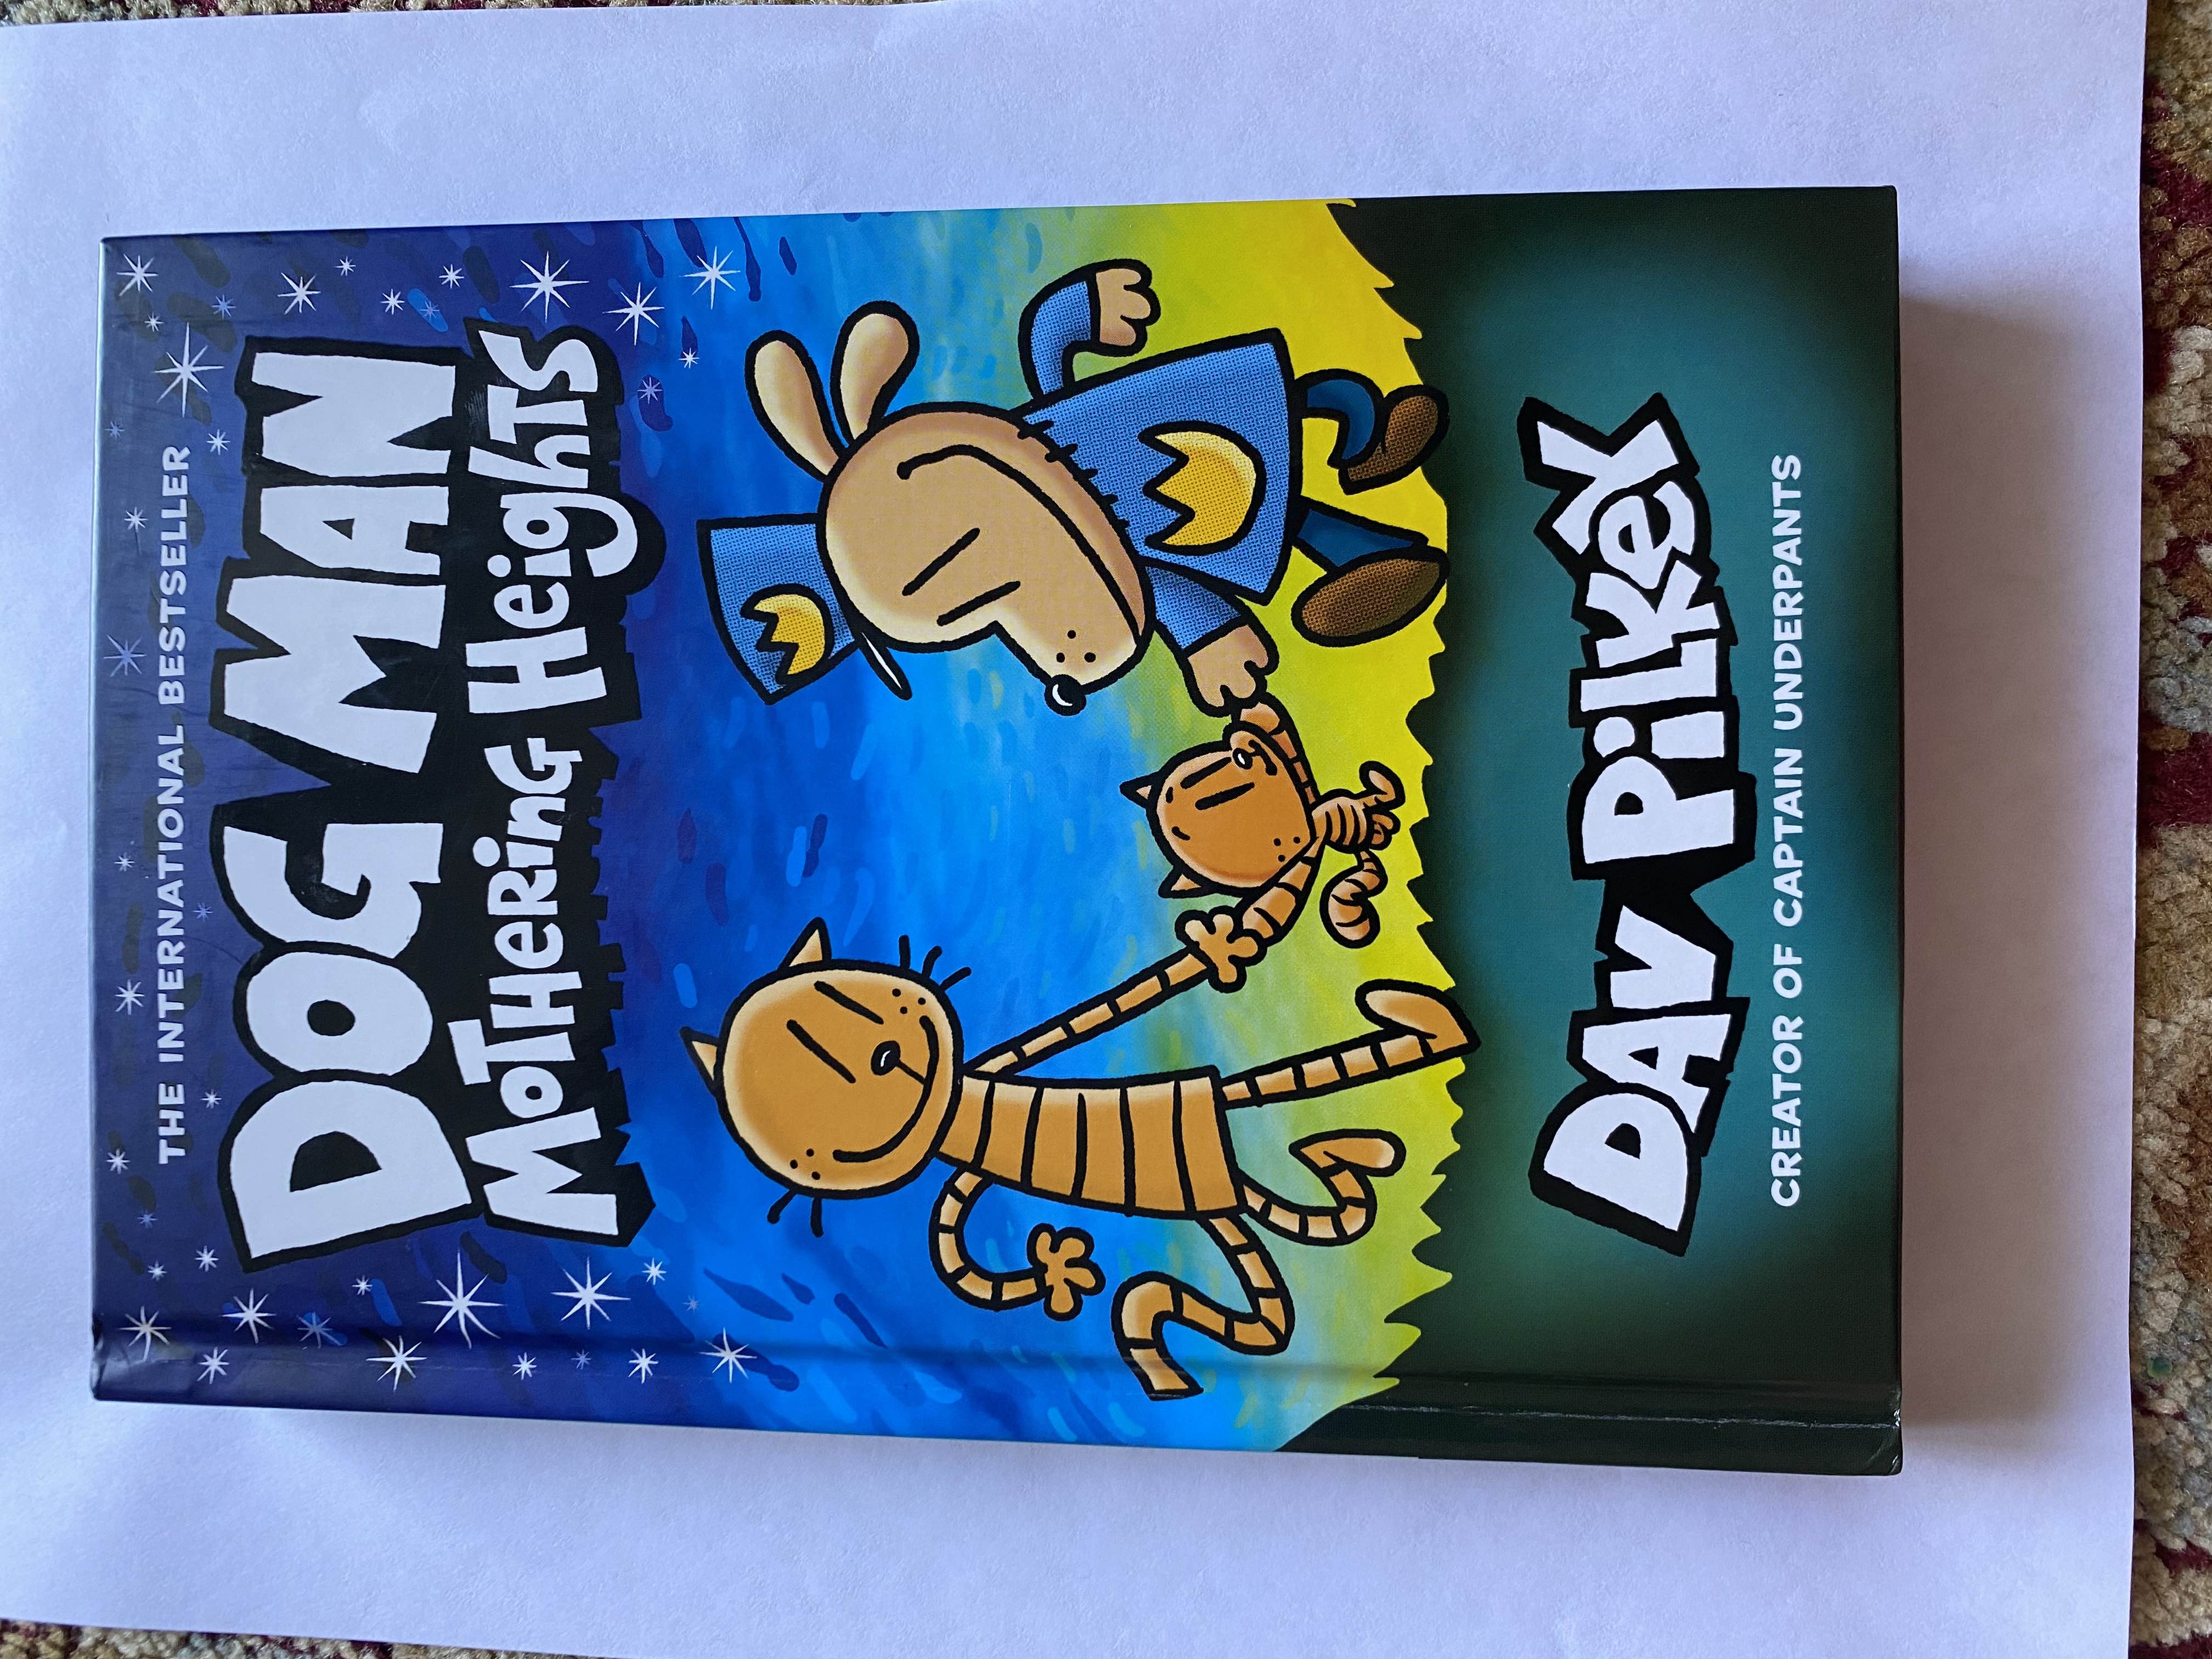 THE INTERNATIONAL BESTSELLER
DOG MAN
MOTHERING HEIGHTS
DAV PILKEY
CREATOR OF CAPTAIN UNDERPANTS